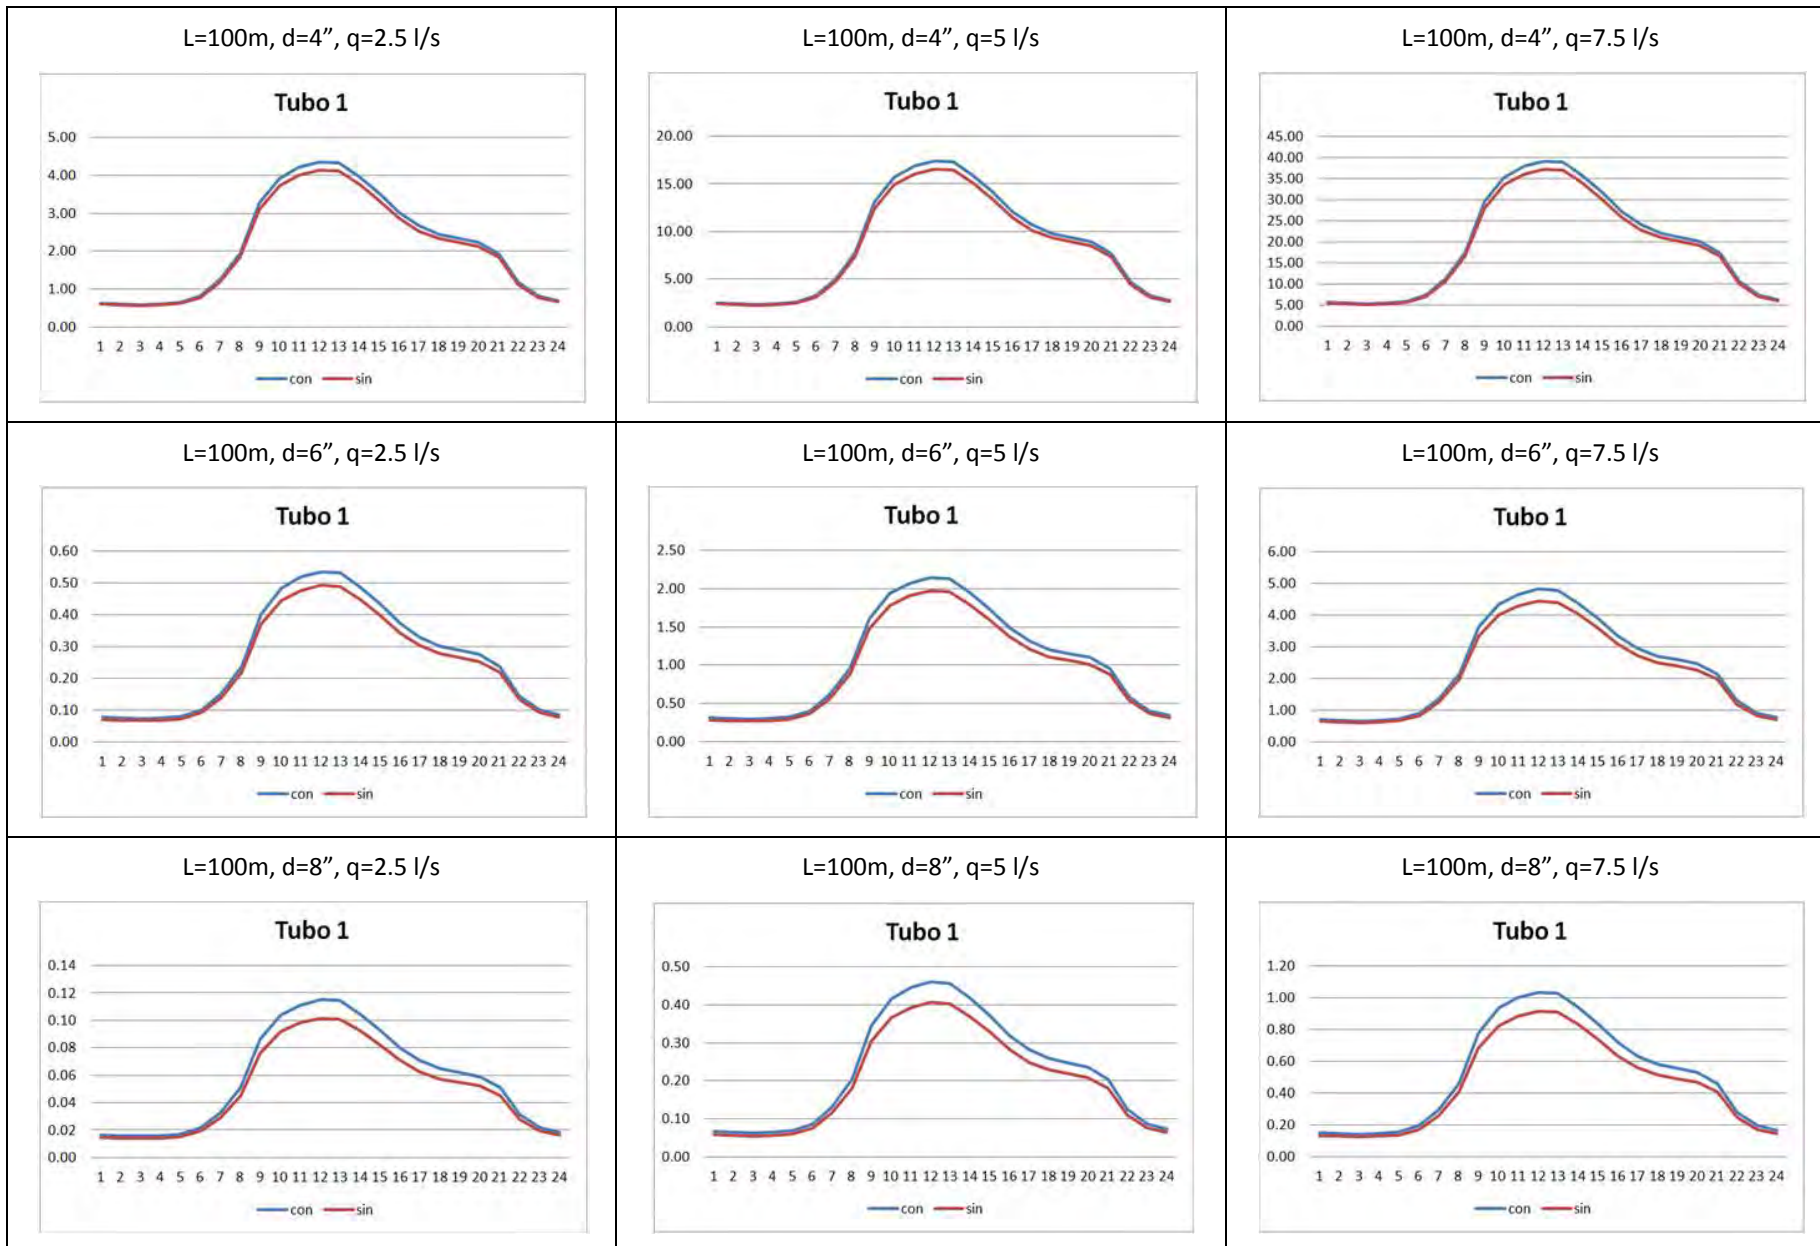 L=100m, d=4”, q=2.5 l/s
Tubo 1
5.00
4.00
3.00
2.00
1.00
0.00
1 2 3 4 5 6 7 8 9 10 11 12 13 14 15 16 17 18 19 20 21 22 23 24
con sin
L=100m, d=4”, q=5 l/s
Tubo 1
20.00
15.00
10.00
5.00
0.00
1 2 3 4 5 6 7 8 9 10 11 12 13 14 15 16 17 18 19 20 21 22 23 24
con sin
L=100m, d=4”, q=7.5 l/s
Tubo 1
45.00
40.00
35.00
30.00
25.00
20.00
15.00
10.00
5.00
0.00
1 2 3 4 5 6 7 8 9 10 11 12 13 14 15 16 17 18 19 20 21 22 23 24
con sin
L=100m, d=6”, q=2.5 l/s
Tubo 1
0.60
0.50
0.40
0.30
0.20
0.10
0.00
1 2 3 4 5 6 7 8 9 10 11 12 13 14 15 16 17 18 19 20 21 22 23 24
con sin
L=100m, d=6”, q=5 l/s
Tubo 1
2.50
2.00
1.50
1.00
0.50
0.00
1 2 3 4 5 6 7 8 9 10 11 12 13 14 15 16 17 18 19 20 21 22 23 24
con sin
L=100m, d=6”, q=7.5 l/s
Tubo 1
6.00
5.00
4.00
3.00
2.00
1.00
0.00
1 2 3 4 5 6 7 8 9 10 11 12 13 14 15 16 17 18 19 20 21 22 23 24
con sin
L=100m, d=8”, q=2.5 l/s
Tubo 1
0.14
0.12
0.10
0.08
0.06
0.04
0.02
0.00
1 2 3 4 5 6 7 8 9 10 11 12 13 14 15 16 17 18 19 20 21 22 23 24
con sin
L=100m, d=8”, q=5 l/s
Tubo 1
0.50
0.40
0.30
0.20
0.10
0.00
1 2 3 4 5 6 7 8 9 10 11 12 13 14 15 16 17 18 19 20 21 22 23 24
con sin
L=100m, d=8”, q=7.5 l/s
Tubo 1
1.20
1.00
0.80
0.60
0.40
0.20
0.00
1 2 3 4 5 6 7 8 9 10 11 12 13 14 15 16 17 18 19 20 21 22 23 24
con sin